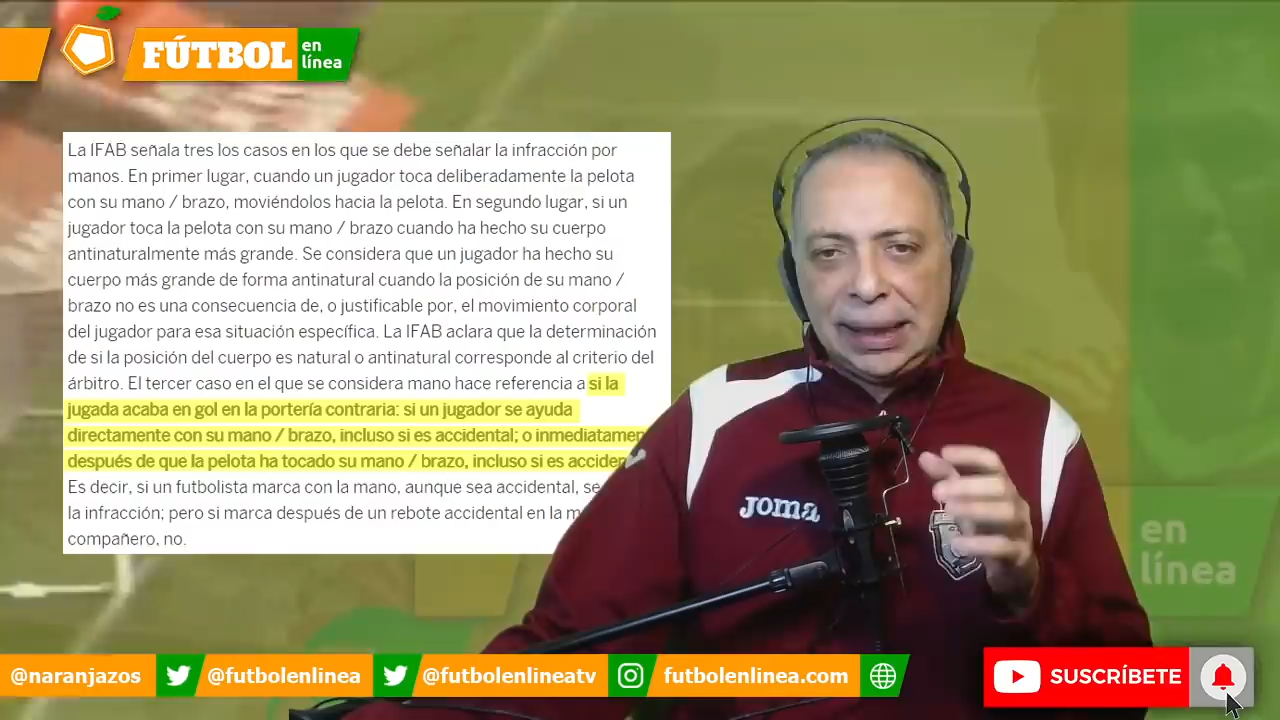 FÚTBOL en línea
La IFAB señala tres los casos en los que se debe señalar la infracción por
manos. En primer lugar, cuando un jugador toca deliberadamente la pelota
con su mano / brazo, moviéndolos hacia la pelota. En segundo lugar, si un
jugador toca la pelota con su mano / brazo cuando ha hecho su cuerpo
antinaturalmente más grande. Se considera que un jugador ha hecho su
cuerpo más grande de forma antinatural cuando la posición de su mano /
brazo no es una consecuencia de, o justificable por, el movimiento corporal
del jugador para esa situación específica. La IFAB aclara que la determinación
de si la posición del cuerpo es natural o antinatural corresponde al criterio del
árbitro. El tercer caso en el que se considera mano hace referencia a si la
jugada acaba en gol en la portería contraria: si un jugador se ayuda
directamente con su mano / brazo, incluso si es accidental; o
después de que la pelota ha tocado su mano / brazo, incluso si es
Es decir, si un futbolista marca con la mano, aunque sea accidental, se
la infracción; pero si marca después de un rebote accidental en la
compañero, no.
Joma
en
línea
@naranjazos @futbolenlinea @futbolenlineatv futbolenlinea.com
SUSCRÍBETE